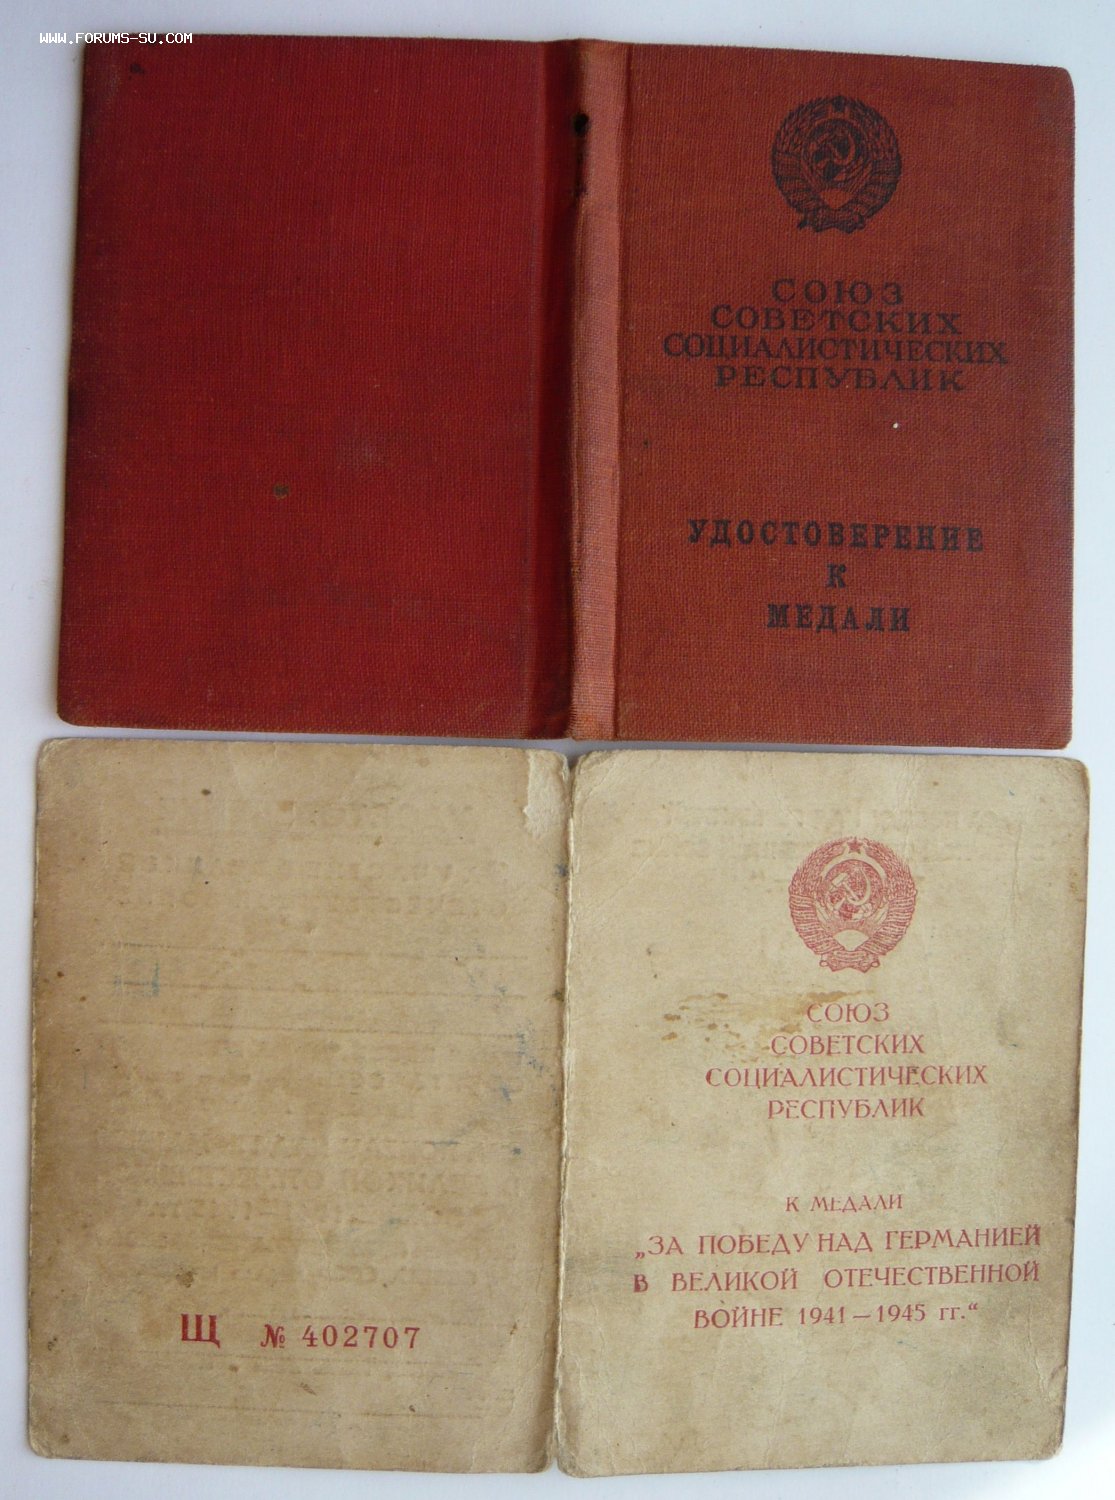 WWW.FORUMS-SU.COM
СОЮЗ
СОВЕТСКИХ
СОЦИАЛИСТИЧЕСКИХ
РЕСПУБЛИК
УДОСТОВЕРЕНИЕ
К
МЕДАЛИ
СОЮЗ
СОВЕТСКИХ
СОЦИАЛИСТИЧЕСКИХ
РЕСПУБЛИК
К МЕДАЛИ
„ЗА ПОБЕДУ НАД ГЕРМАНИЕЙ
В ВЕЛИКОЙ ОТЕЧЕСТВЕННОЙ
ВОЙНЕ 1941 — 1945 гг.“
Щ № 402707